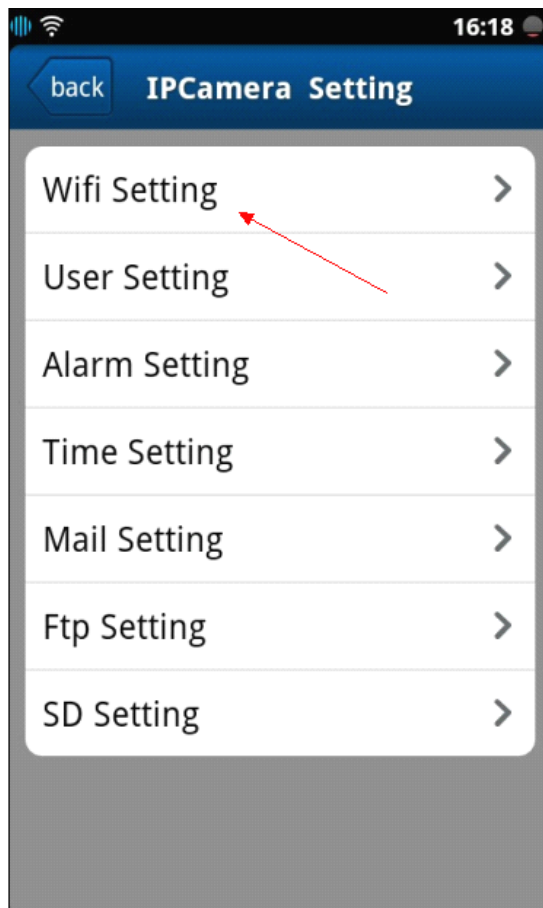 16:18
back IPCamera Setting
Wifi Setting
User Setting
Alarm Setting
Time Setting
Mail Setting
Ftp Setting
SD Setting